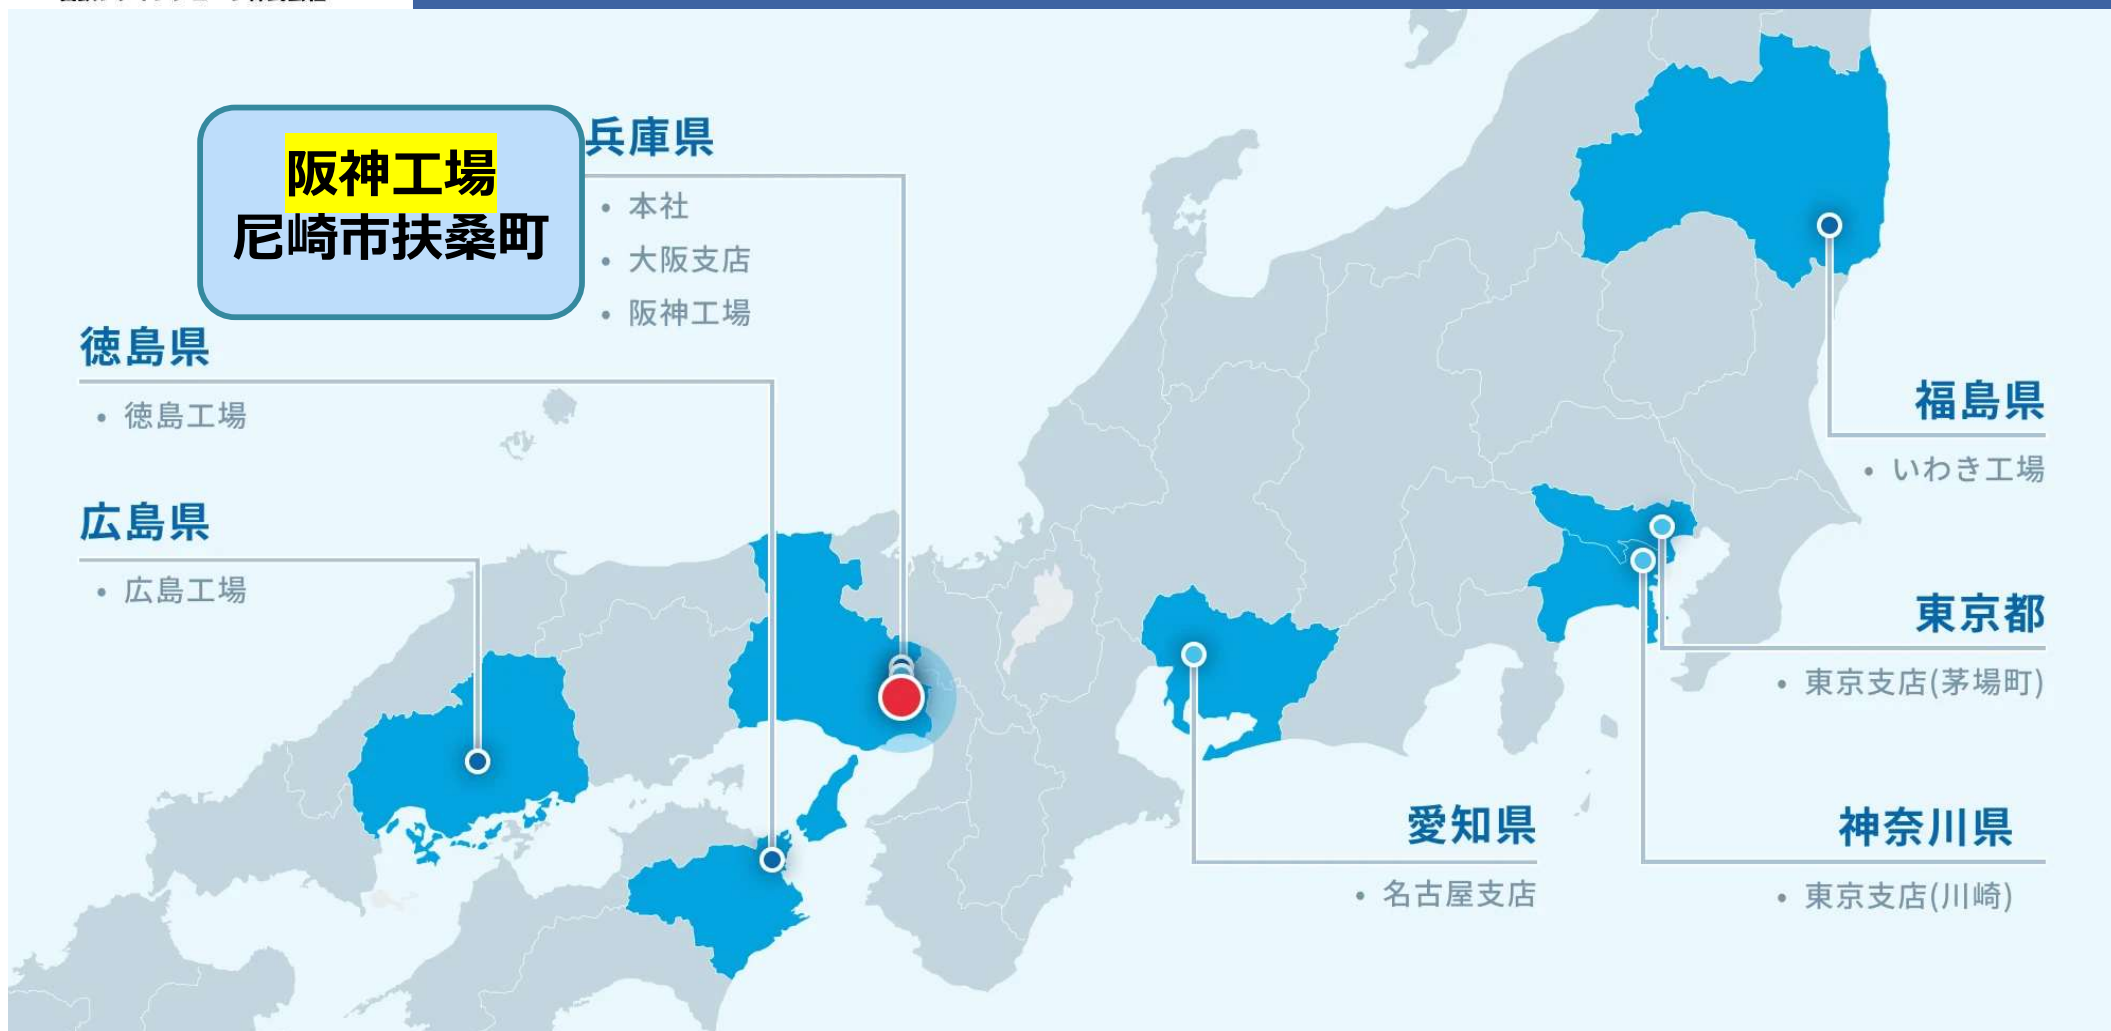 阪神工場
尼崎市扶桑町
兵庫県
• 本社
• 大阪支店
• 阪神工場
徳島県
• 徳島工場
広島県
• 広島工場
福島県
• いわき工場
東京都
• 東京支店(茅場町)
愛知県
• 名古屋支店
神奈川県
• 東京支店(川崎)